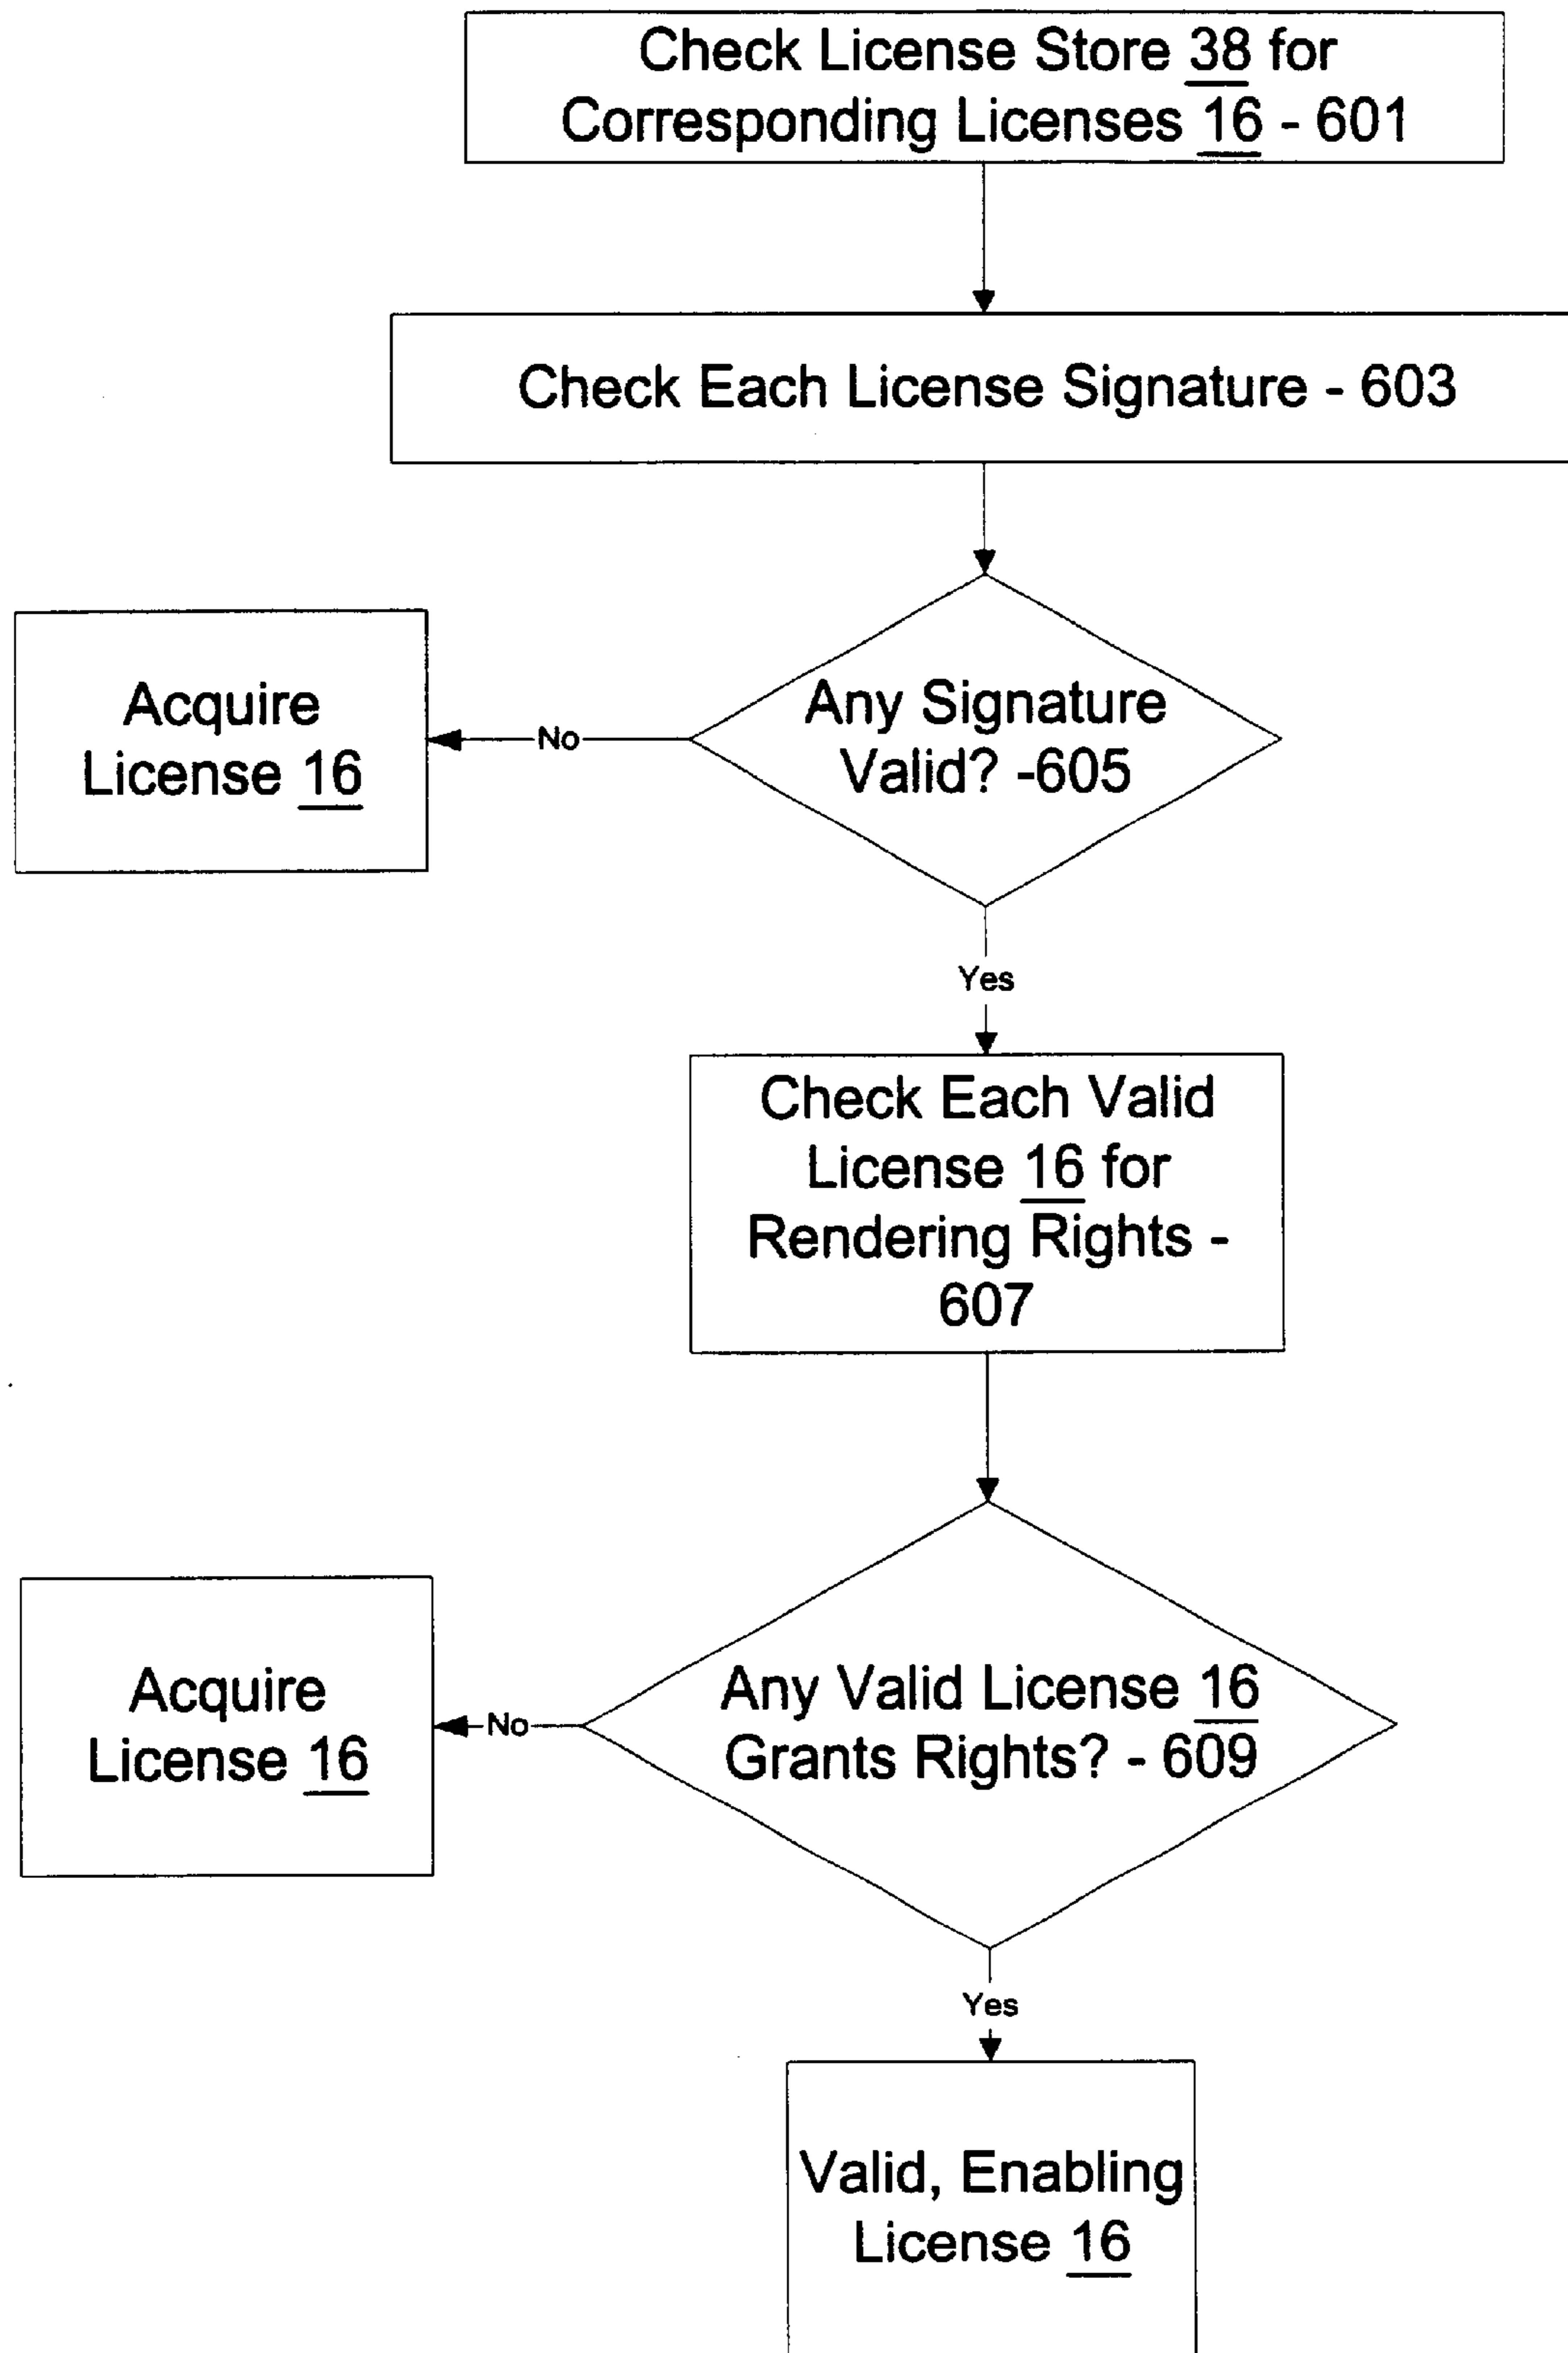 Check License Store 38 for
Corresponding Licenses 16 - 601
Check Each License Signature - 603
Any Signature
Valid? -605
No
Acquire
License 16
Yes
Check Each Valid
License 16 for
Rendering Rights -
607
Any Valid License 16
Grants Rights? - 609
No
Acquire
License 16
Yes
Valid, Enabling
License 16